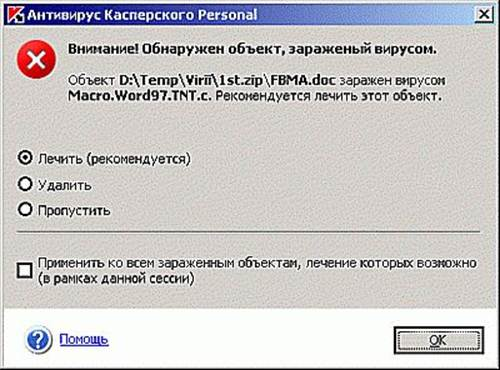 Антивирус Касперского Personal
Внимание! Обнаружен объект, зараженый вирусом.
Объект D:\Temp\Virii\1st.zip\FBMA.doc заражен вирусом
Macro.Word97.TNT.c. Рекомендуется лечить этот объект.
Лечить (рекомендуется)
Удалить
Пропустить
Применить ко всем зараженным объектам, лечение которых возможно
(в рамках данной сессии)
Помощь
OK